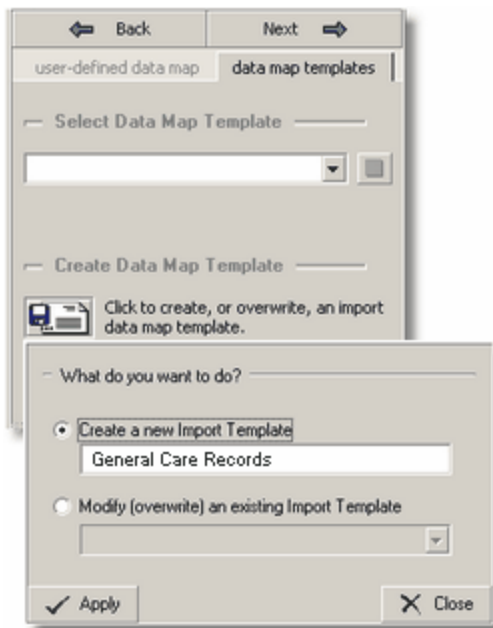 Back Next
user-defined data map data map templates
Select Data Map Template
Create Data Map Template
Click to create, or overwrite, an import
data map template.
What do you want to do?
Create a new Import Template
General Care Records
Modify (overwrite) an existing Import Template
Apply Close